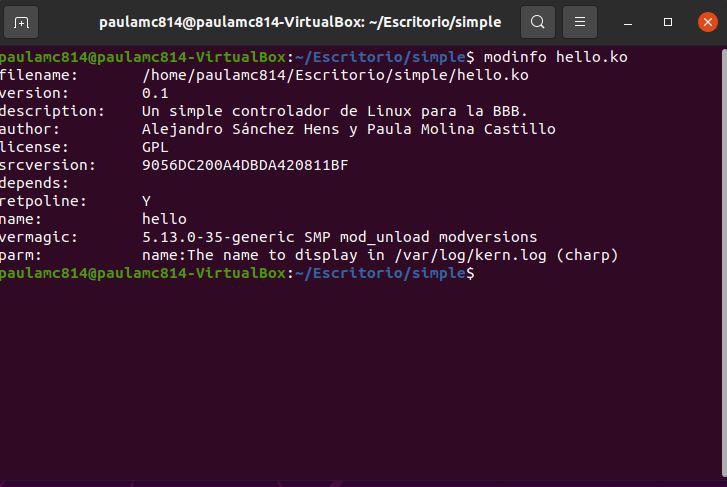 paulamc814@paulamc814-VirtualBox: ~/Escritorio/simple
paulamc814@paulamc814-VirtualBox:~/Escritorio/simple$ modinfo hello.ko
filename:       /home/paulamc814/Escritorio/simple/hello.ko
version:        0.1
description:    Un simple controlador de Linux para la BBB.
author:         Alejandro Sánchez Hens y Paula Molina Castillo
license:        GPL
srcversion:     9056DC200A4DBDA420811BF
depends:
retpoline:      Y
name:           hello
vermagic:       5.13.0-35-generic SMP mod_unload modversions
parm:           name:The name to display in /var/log/kern.log (charp)
paulamc814@paulamc814-VirtualBox:~/Escritorio/simple$